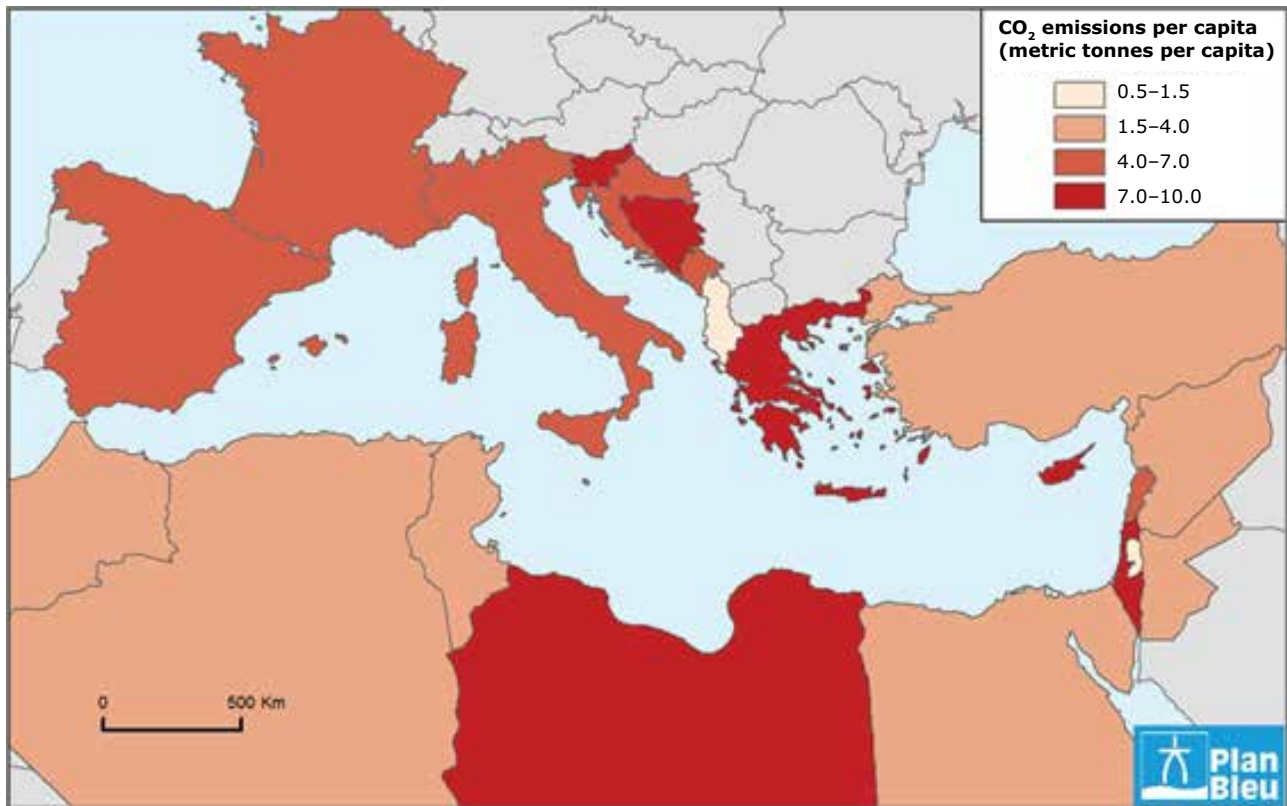 CO₂ emissions per capita
(metric tonnes per capita)
0.5–1.5
1.5–4.0
4.0–7.0
7.0–10.0
0 500 Km
Plan
Bleu